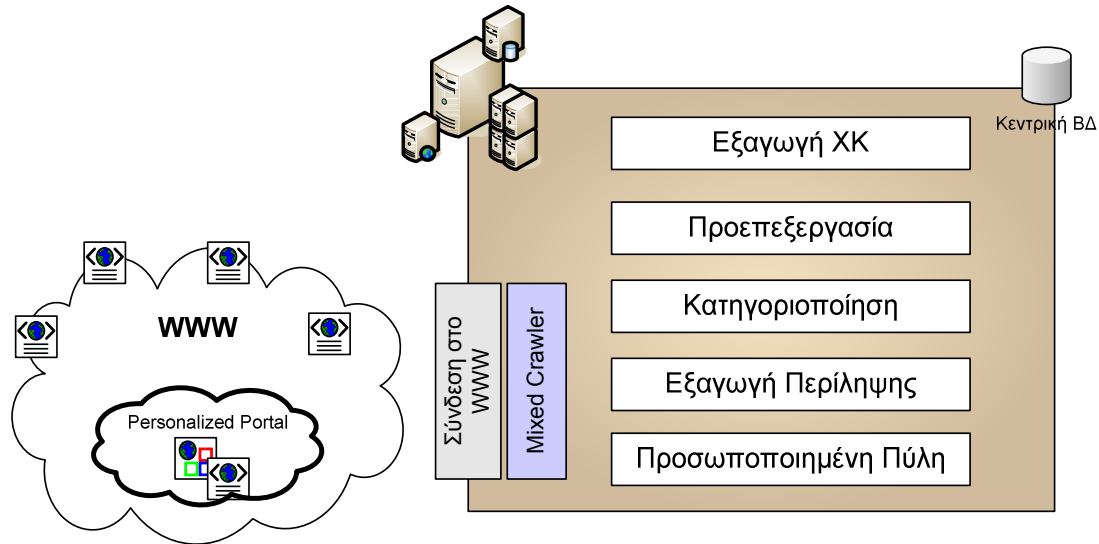 Κεντρική ΒΔ
Εξαγωγή ΧΚ
Προεπεξεργασία
Κατηγοριοποίηση
Εξαγωγή Περίληψης
Προσωποποιημένη Πύλη
Σύνδεση στο
WWW
Mixed Crawler
WWW
Personalized Portal